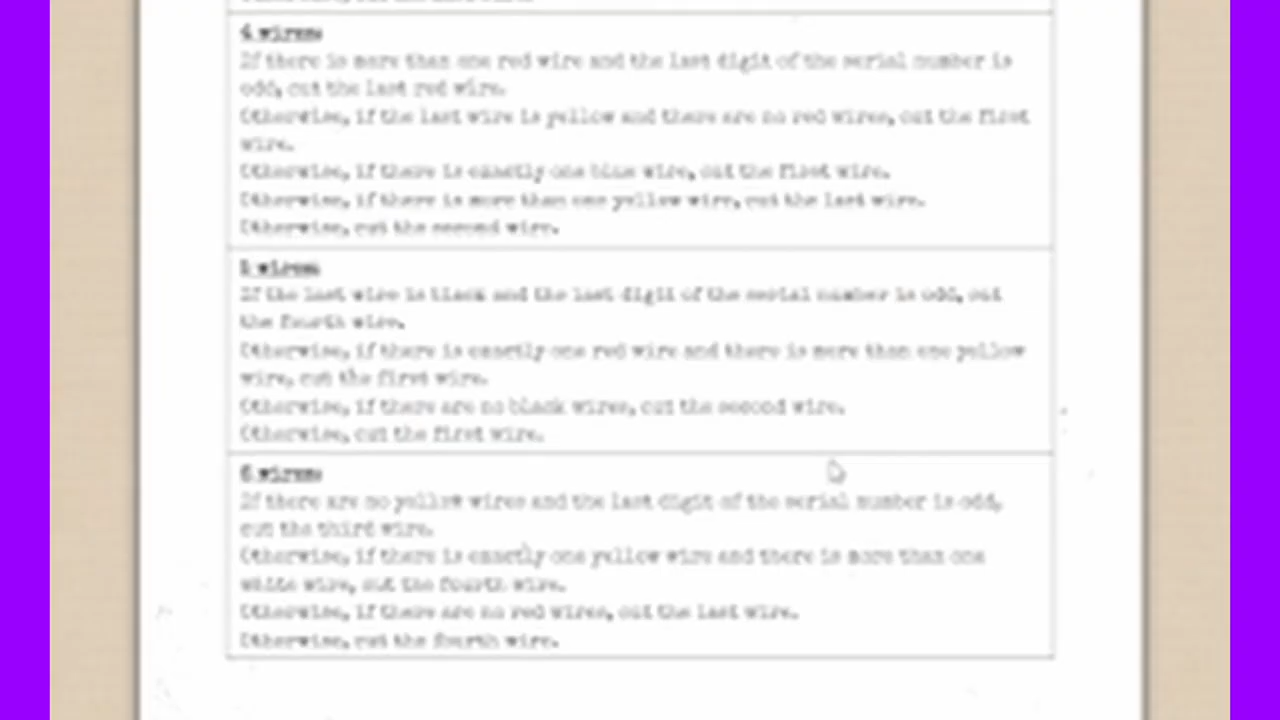 4 wires:
If there is more than one red wire and the last digit of the serial number is
odd, cut the last red wire.
Otherwise, if the last wire is yellow and there are no red wires, cut the first
wire.
Otherwise, if there is exactly one blue wire, cut the first wire.
Otherwise, if there is more than one yellow wire, cut the last wire.
Otherwise, cut the second wire.
5 wires:
If the last wire is black and the last digit of the serial number is odd, cut
the fourth wire.
Otherwise, if there is exactly one red wire and there is more than one yellow
wire, cut the first wire.
Otherwise, if there are no black wires, cut the second wire.
Otherwise, cut the first wire.
6 wires:
If there are no yellow wires and the last digit of the serial number is odd,
cut the third wire.
Otherwise, if there is exactly one yellow wire and there is more than one
white wire, cut the fourth wire.
Otherwise, if there are no red wires, cut the last wire.
Otherwise, cut the fourth wire.